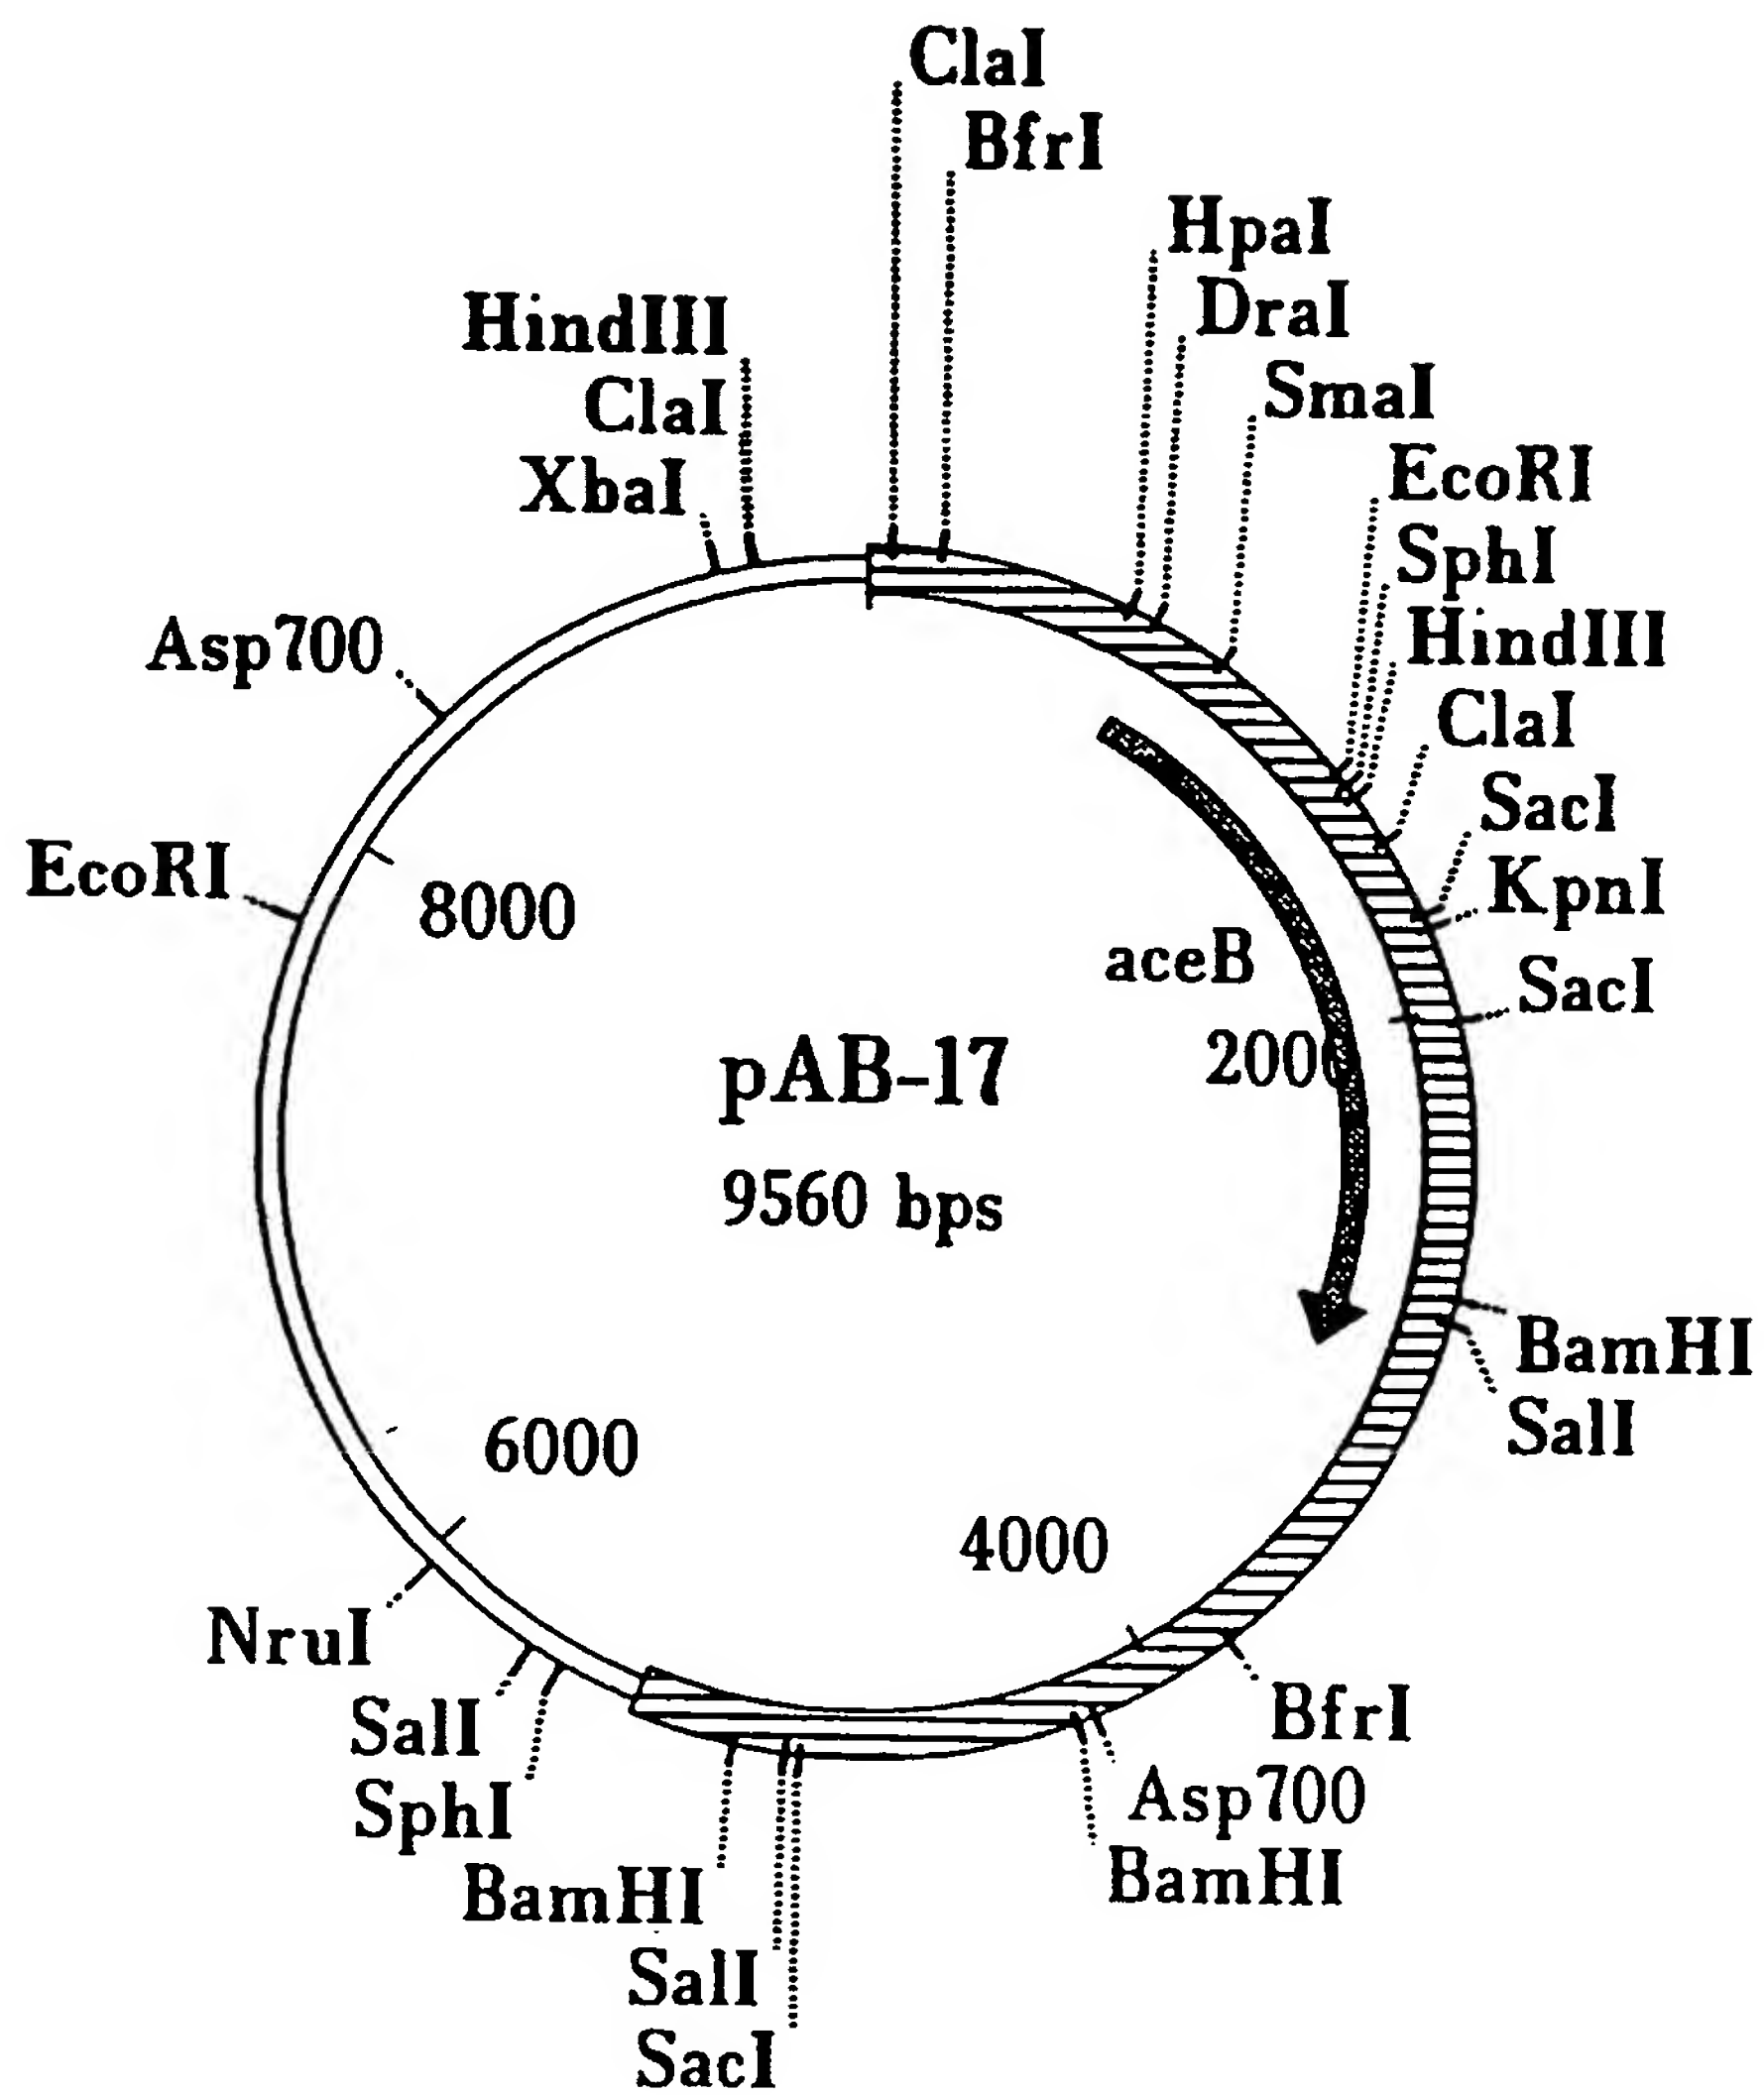 ClaI
BfrI
HpaI
DraI
SmaI
EcoRI
SphI
HindIII
ClaI
SacI
KpnI
SacI
BamHI
SalI
BfrI
Asp700
BamHI
SacI
SalI
BamHI
SphI
SalI
NruI
EcoRI
Asp700
XbaI
ClaI
HindIII
8000
aceB
2000
pAB-17
9560 bps
6000
4000